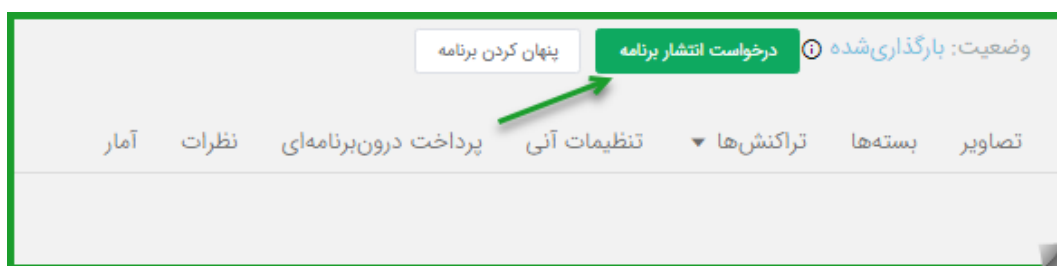 وضعیت: بارگذاری‌شده درخواست انتشار برنامه پنهان کردن برنامه
تصاویر بسته‌ها تراکنش‌ها تنظیمات آنی پرداخت درون‌برنامه‌ای نظرات آمار